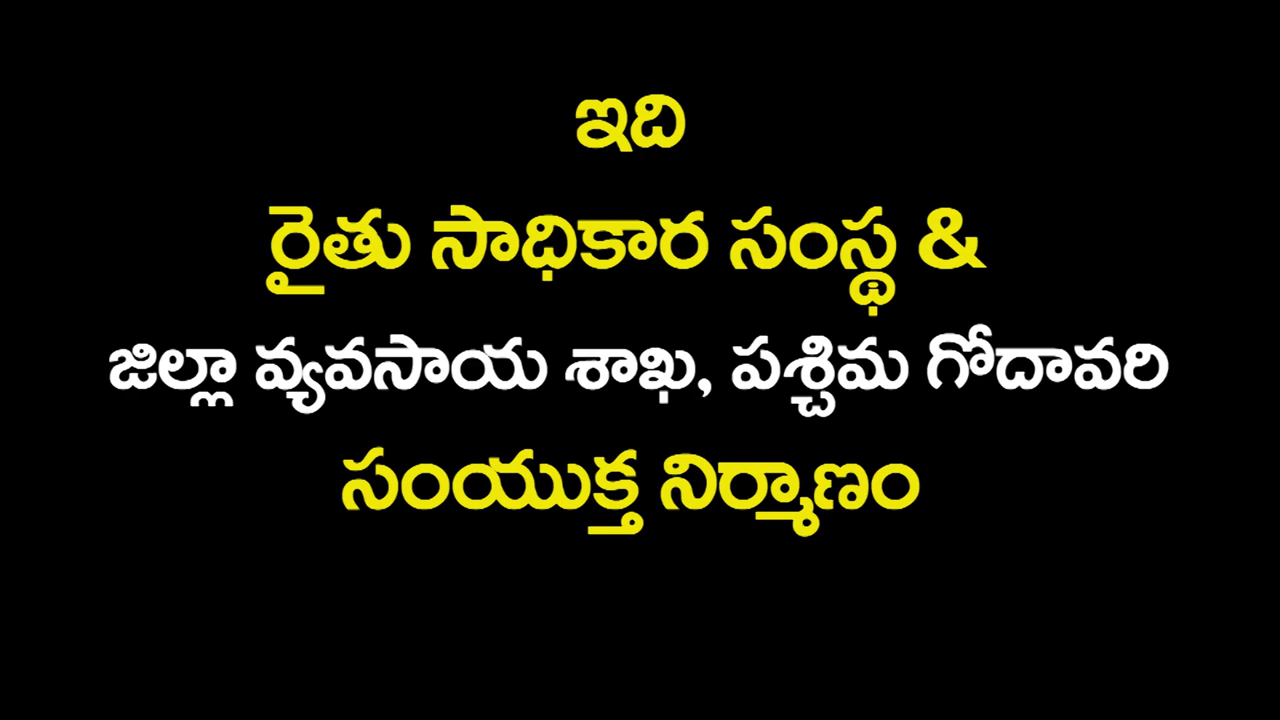 ఇది
రైతు సాధికార సంస్థ &
జిల్లా వ్యవసాయ శాఖ, పశ్చిమ గోదావరి
సంయుక్త నిర్మాణం